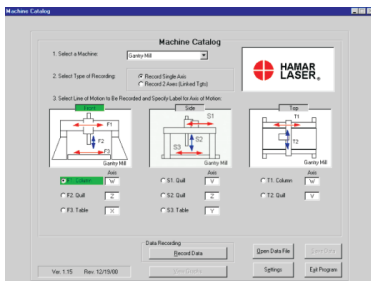 Machine Catalog
Machine Catalog
1. Select a Machine:
Gantry Mill
2. Select Type of Recording:
Record Single Axis
Record 2 Axes (Linked Tgts)
HAMAR LASER®
3. Select Line of Motion to Be Recorded and Specify Label for Axis of Motion:
Front
Side
Top
F1
F2
F3
S1
S2
S3
T1
T2
Gantry Mill
Gantry Mill
Gantry Mill
Axis
Axis
Axis
F1. Column
W
S1. Quill
V
T1. Column
W
F2. Quill
Z
S2. Quill
Z
T2. Quill
V
F3. Table
X
S3. Table
Y
Data Recording
Record Data
Open Data File
Save Data
Settings
Exit Program
Ver. 1.15
Rev. 12/19/00